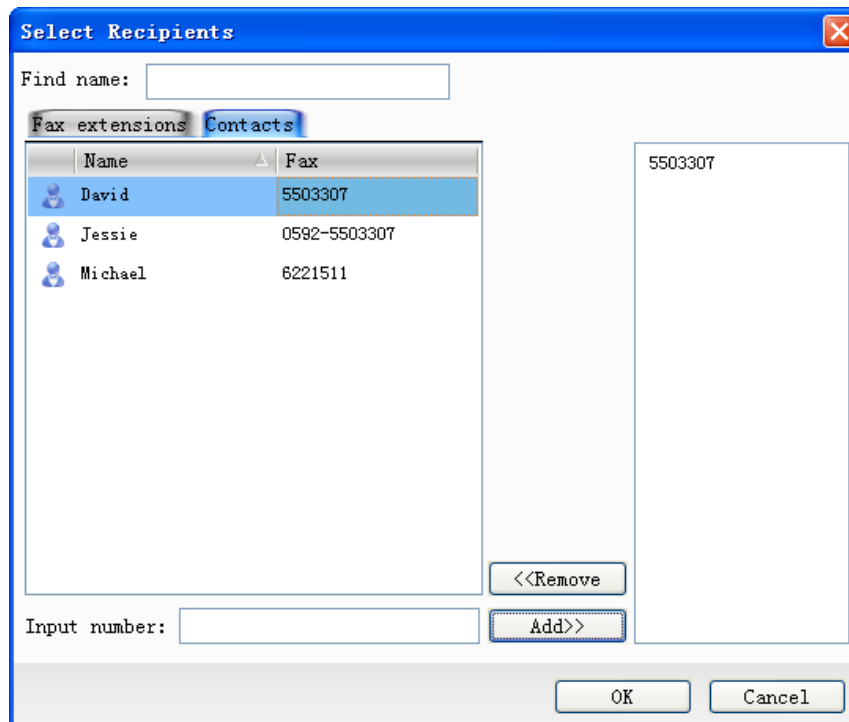 Select Recipients
Find name:
Fax extensions Contacts
Name Fax
David 5503307
Jessie 0592-5503307
Michael 6221511
5503307
<<Remove
Input number:
Add>>
OK Cancel